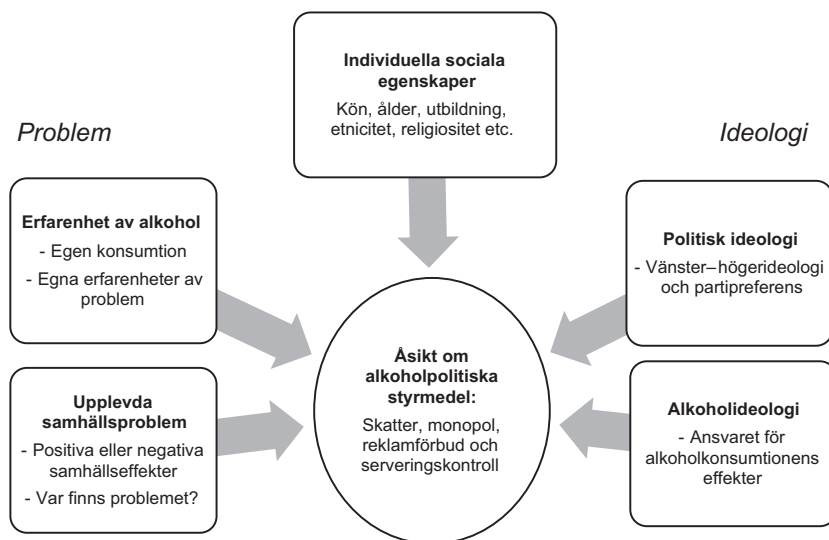 Individuella sociala
egenskaper
Kön, ålder, utbildning,
etnicitet, religiositet etc.
Problem
Ideologi
Erfarenhet av alkohol
- Egen konsumtion
- Egna erfarenheter av
problem
Politisk ideologi
- Vänster–högerideologi
och partipreferens
Åsikt om
alkoholpolitiska
styrmedel:
Skatter, monopol,
reklamförbud och
serveringskontroll
Upplevda
samhällsproblem
- Positiva eller negativa
samhällseffekter
- Var finns problemet?
Alkoholideologi
- Ansvaret för
alkoholkonsumtionens
effekter